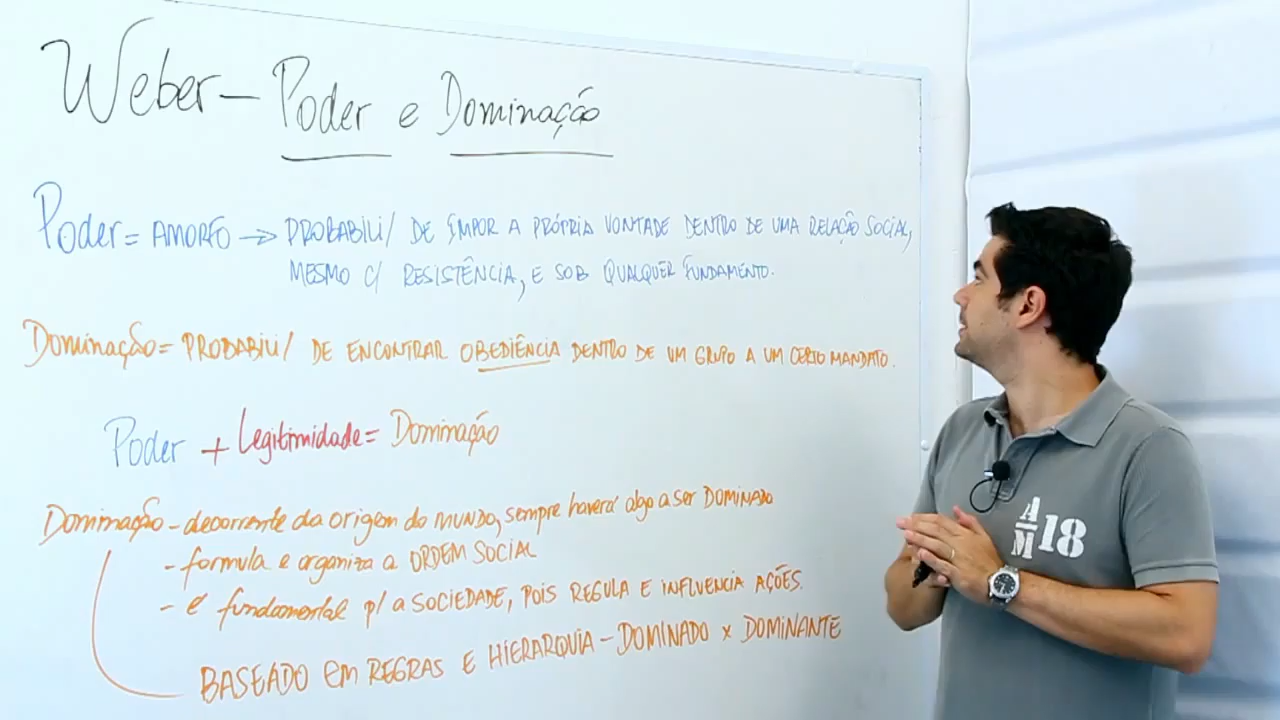 Weber – Poder e Dominação
Poder = AMORFO → PROBABILI/ DE IMPOR A PRÓPRIA VONTADE DENTRO DE UMA RELAÇÃO SOCIAL,
MESMO C/ RESISTÊNCIA, E SOB QUALQUER FUNDAMENTO.
Dominação = PROBABILI/ DE ENCONTRAR OBEDIÊNCIA DENTRO DE UM GRUPO A UM CERTO MANDATO.
Poder + Legitimidade = Dominação
Dominação – decorrente da origem do MUNDO, sempre haverá algo a ser DOMINADO
- formula e organiza a ORDEM SOCIAL
- é fundamental p/ a SOCIEDADE, POIS REGULA E INFLUENCIA AÇÕES.
BASEADO EM REGRAS E HIERARQUIA – DOMINADO X DOMINANTE
A
M 18